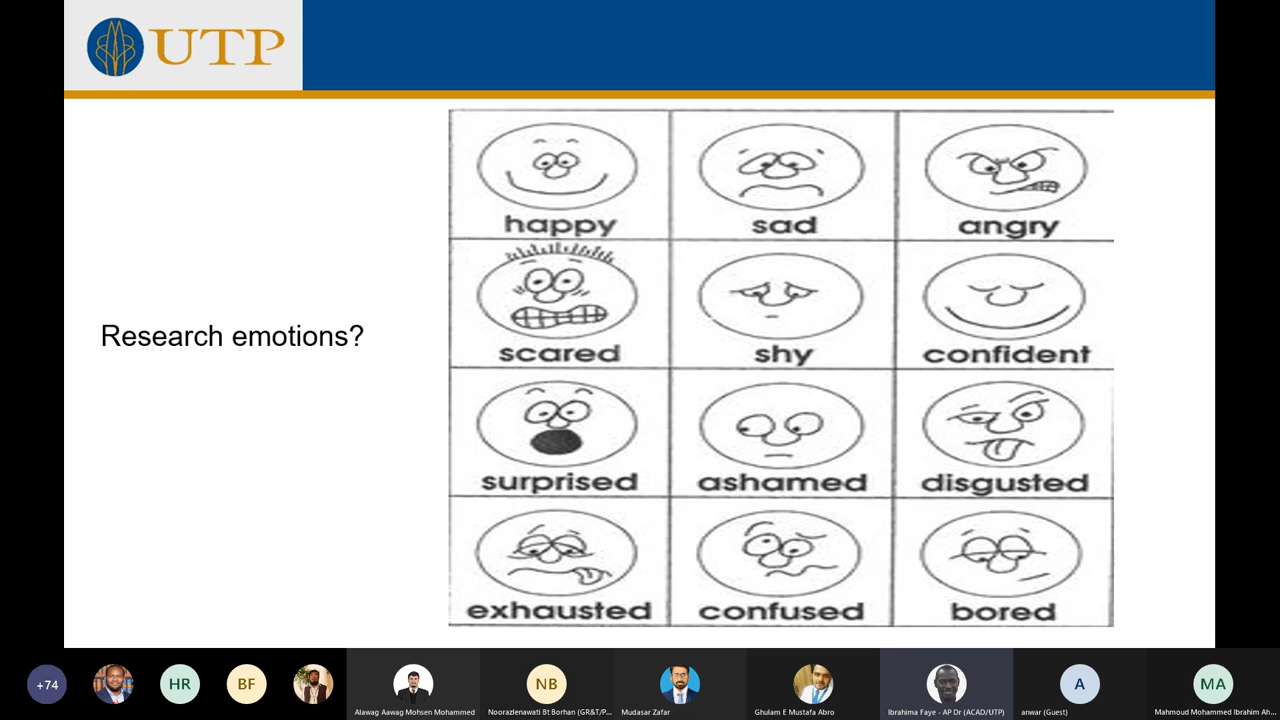 UTP
Research emotions?
happy sad angry
scared shy confident
surprised ashamed disgusted
exhausted confused bored
+74 HR BF NB A MA
Alawag Aawag Mohsen Mohammed Noorazlenawati Bt Borhan (GR&T/P... Mudasar Zafar Ghulam E Mustafa Abro Ibrahima Faye - AP Dr (ACAD/UTP) anwar (Guest) Mahmoud Mohammed Ibrahim Ah...